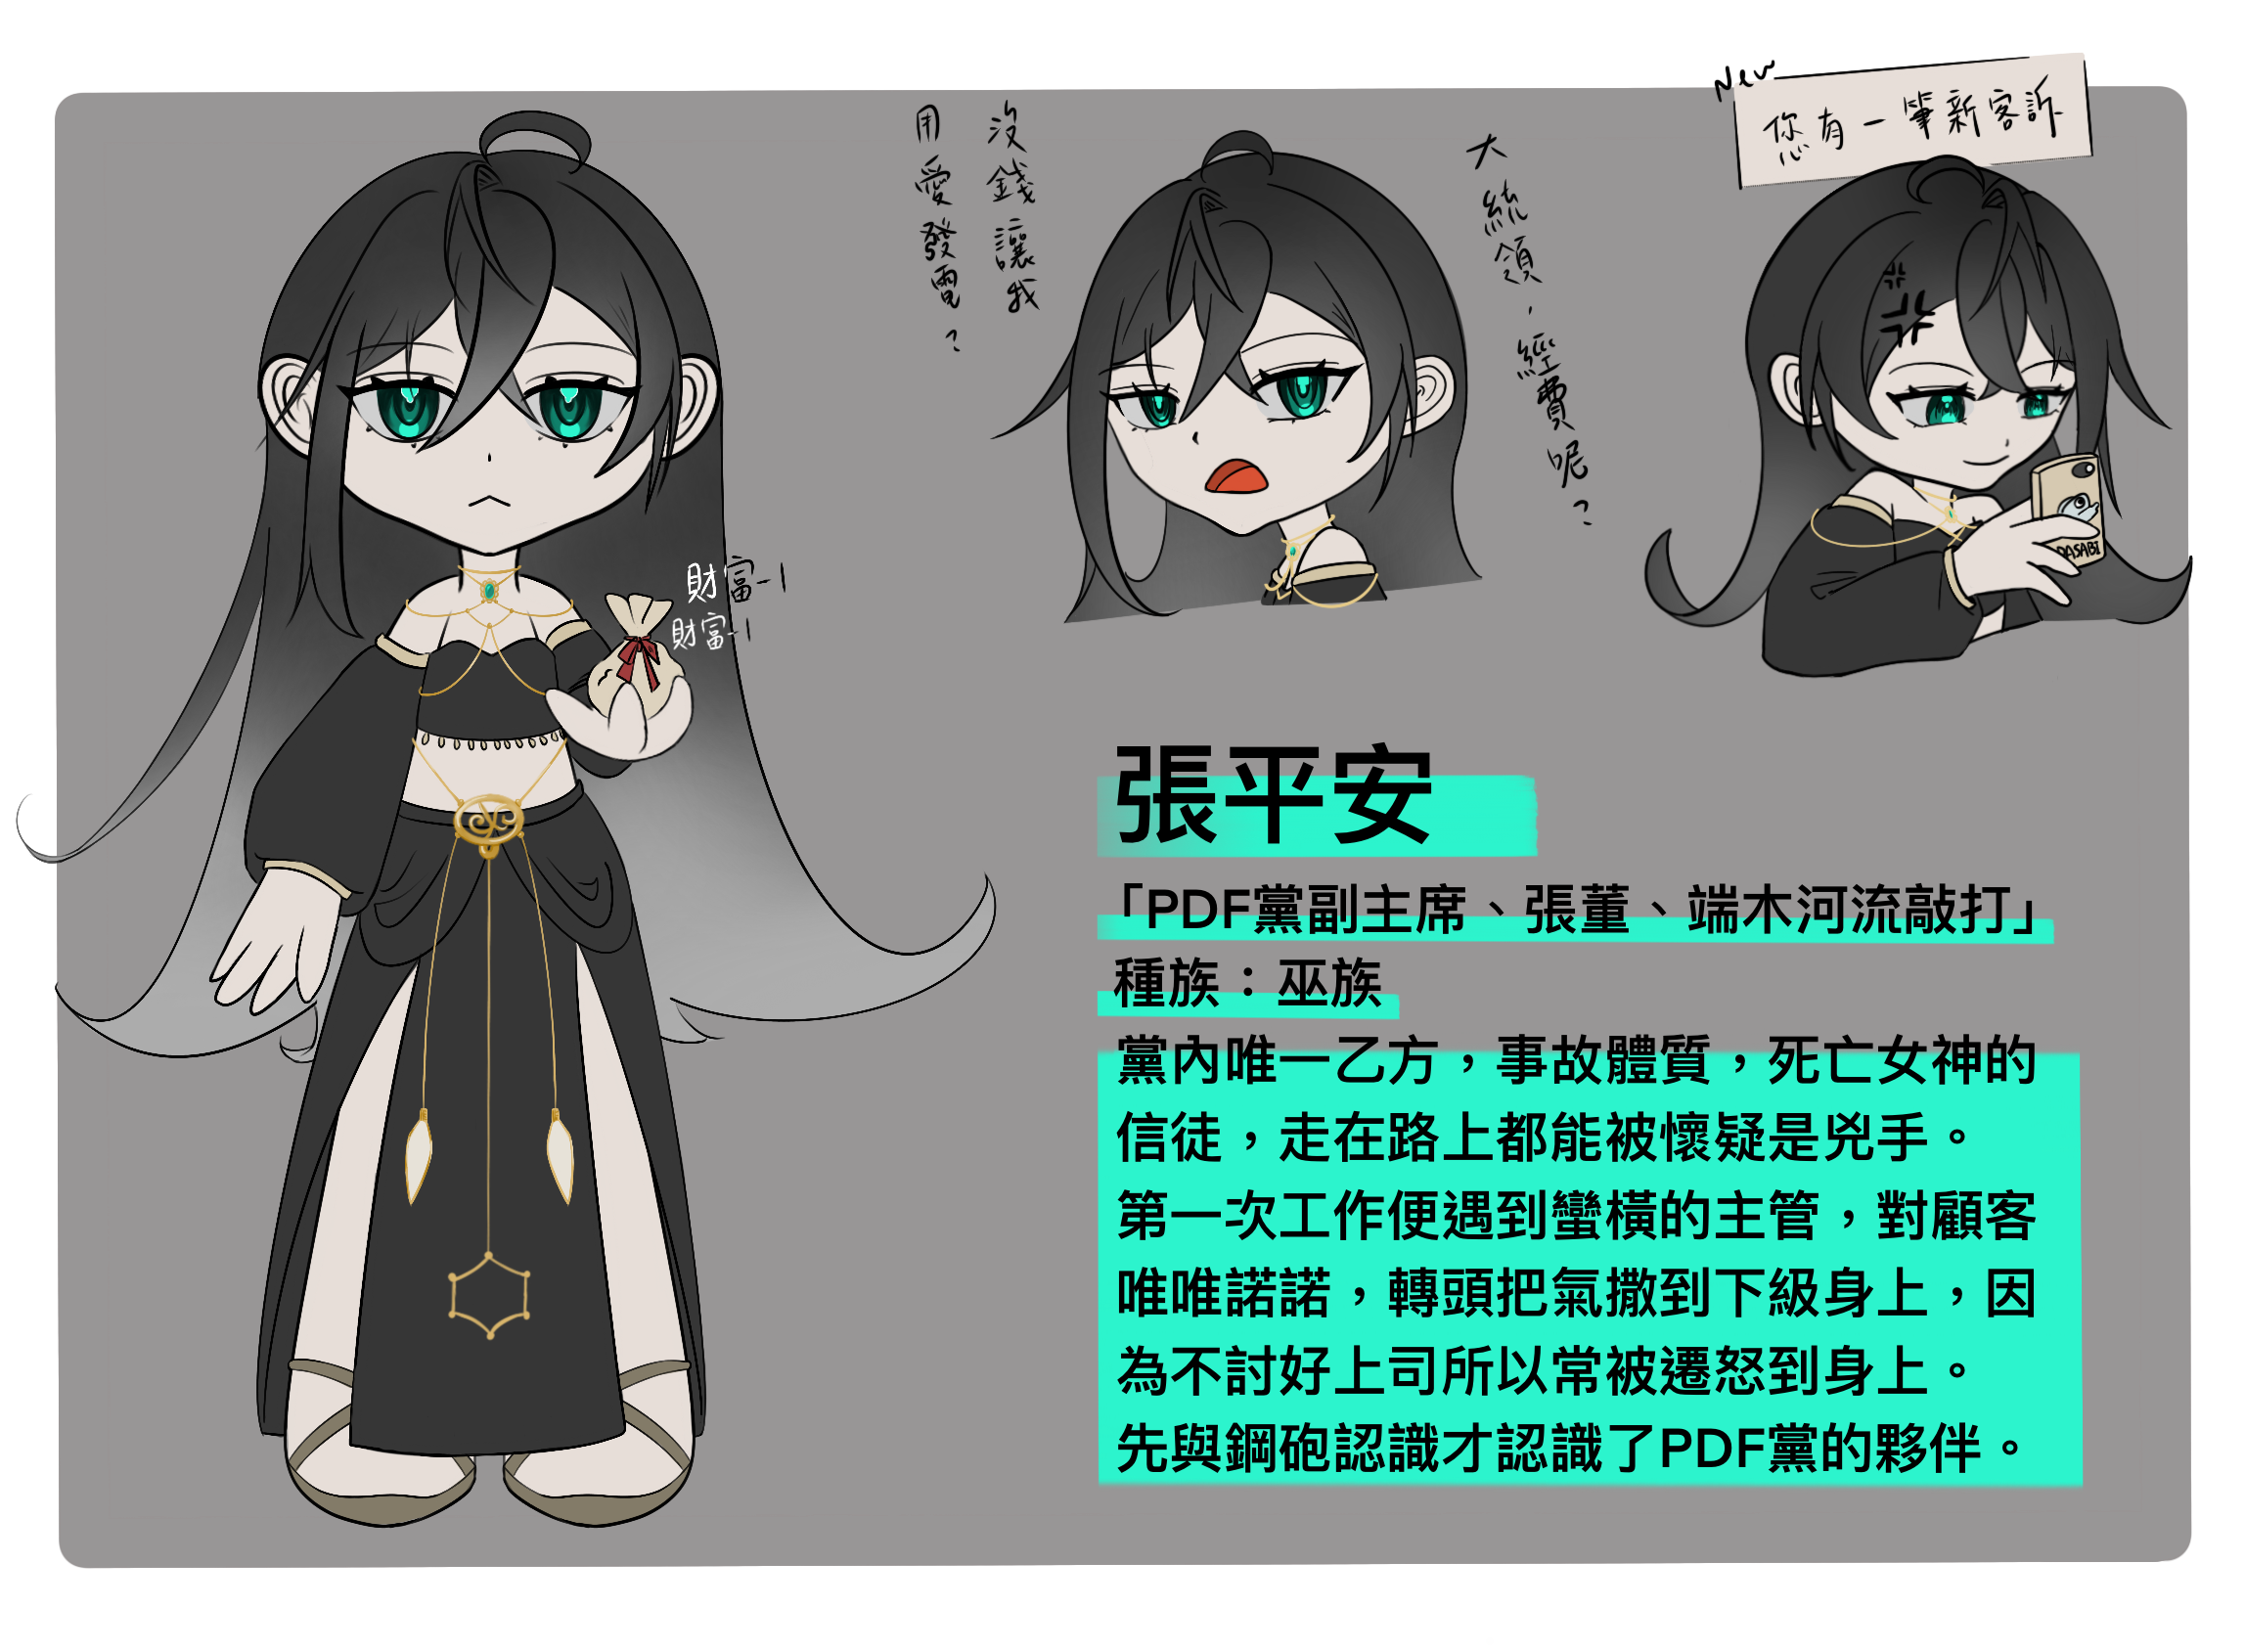 New
您有一筆新客訴
沒錢讓我
用愛發電？
大統領，經費呢？
財富-1
財富-1
DASABI
張平安
「PDF黨副主席、張董、端木河流敲打」
種族：巫族
黨內唯一乙方，事故體質，死亡女神的
信徒，走在路上都能被懷疑是兇手。
第一次工作便遇到蠻橫的主管，對顧客
唯唯諾諾，轉頭把氣撒到下級身上，因
為不討好上司所以常被遷怒到身上。
先與鋼砲認識才認識了PDF黨的夥伴。